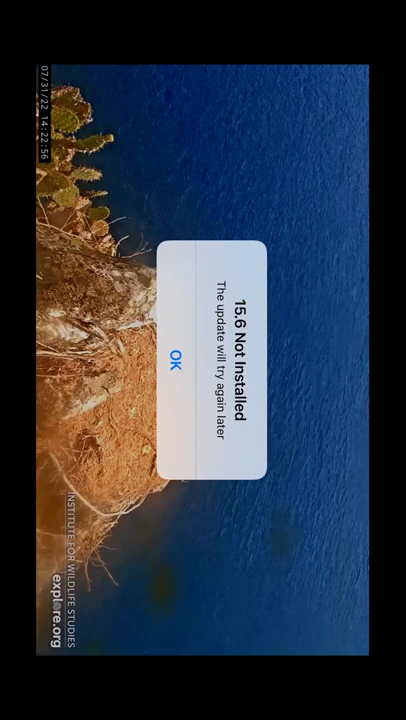 07/31/22 14:22:56
15.6 Not Installed
The update will try again later
OK
INSTITUTE FOR WILDLIFE STUDIES
explore.org